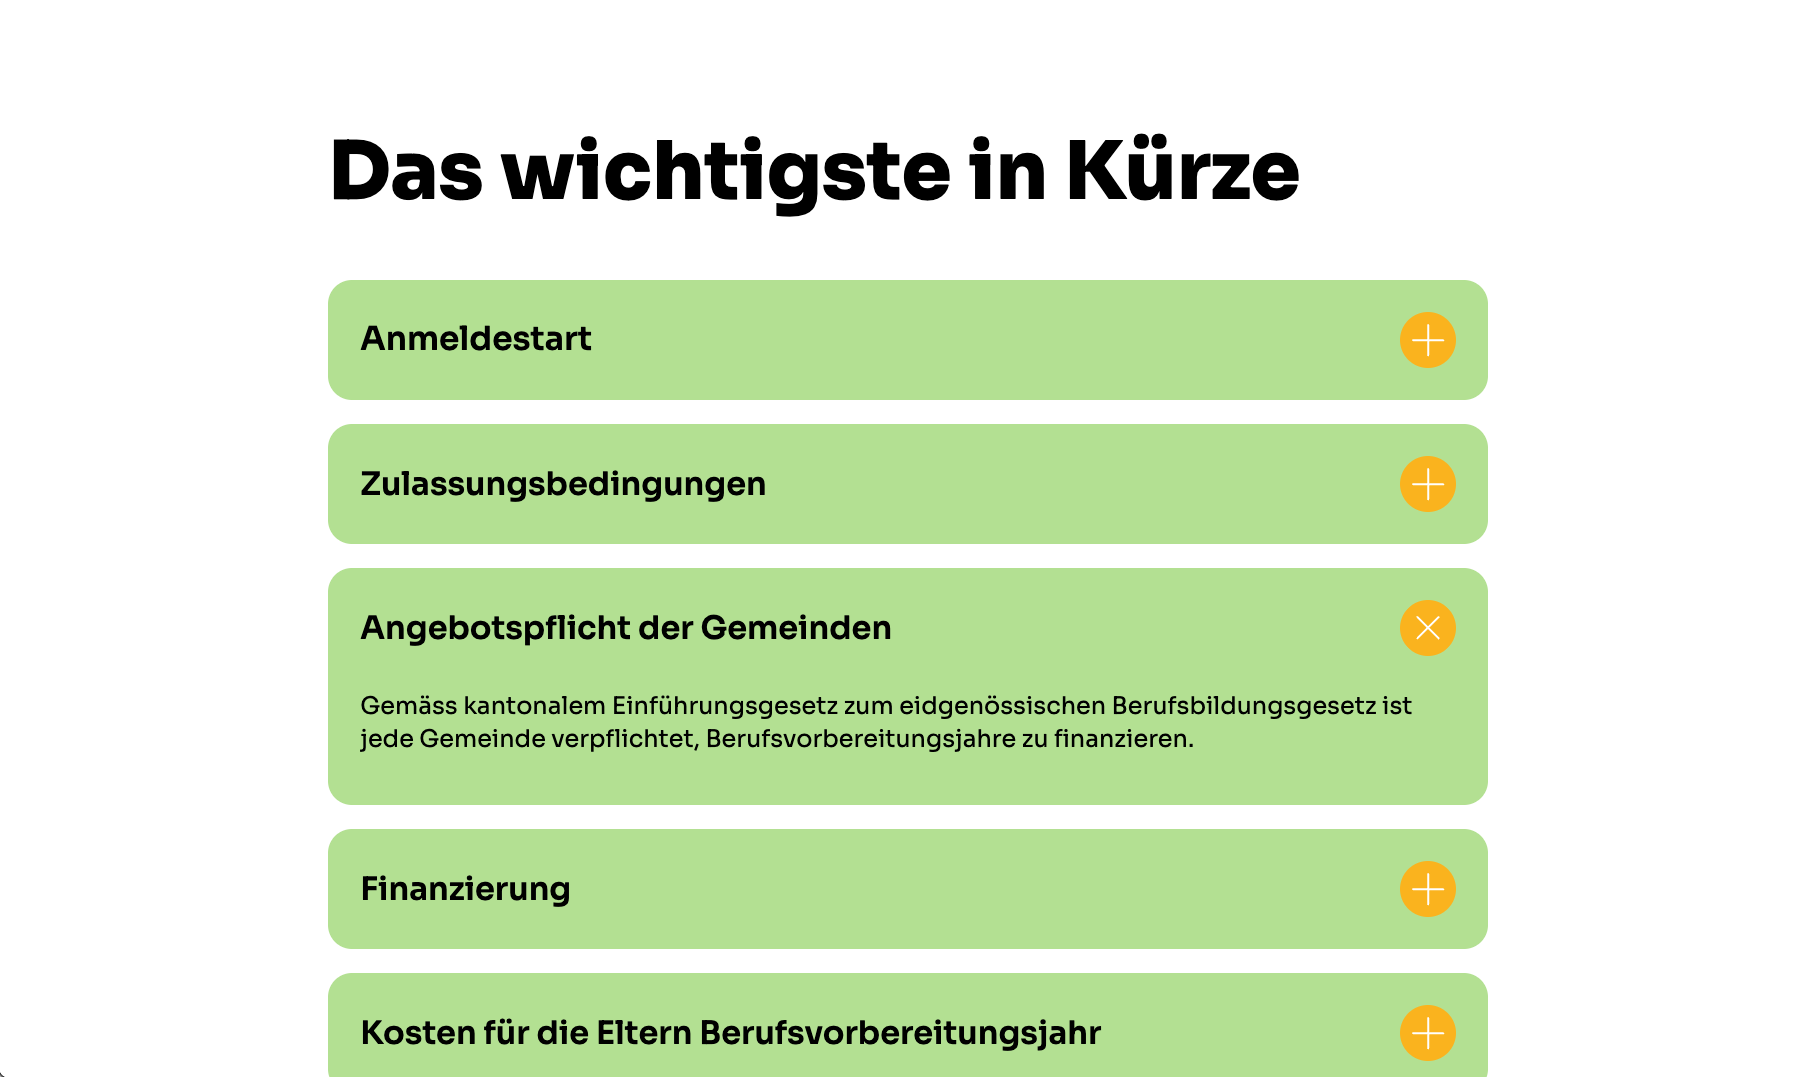 Das wichtigste in Kürze
Anmeldestart
Zulassungsbedingungen
Angebotspflicht der Gemeinden
Gemäss kantonalem Einführungsgesetz zum eidgenössischen Berufsbildungsgesetz ist
jede Gemeinde verpflichtet, Berufsvorbereitungsjahre zu finanzieren.
Finanzierung
Kosten für die Eltern Berufsvorbereitungsjahr